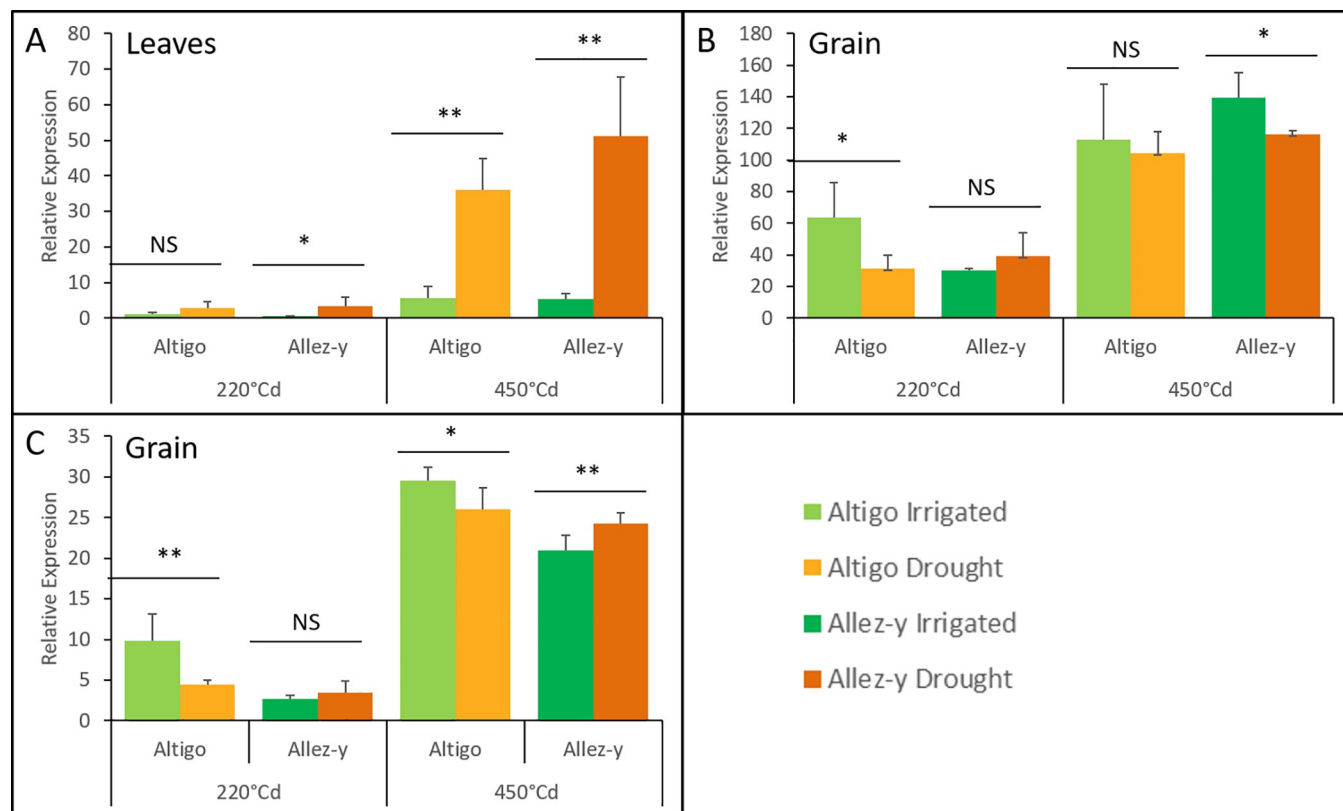 A Leaves
Relative Expression
80
70
60
50
40
30
20
10
0
NS
*
**
**
Altigo Allez-y Altigo Allez-y
220°Cd 450°Cd
B Grain
Relative Expression
180
160
140
120
100
80
60
40
20
0
*
NS
NS
*
Altigo Allez-y Altigo Allez-y
220°Cd 450°Cd
C Grain
Relative Expression
35
30
25
20
15
10
5
0
**
NS
*
**
Altigo Allez-y Altigo Allez-y
220°Cd 450°Cd
Altigo Irrigated
Altigo Drought
Allez-y Irrigated
Allez-y Drought